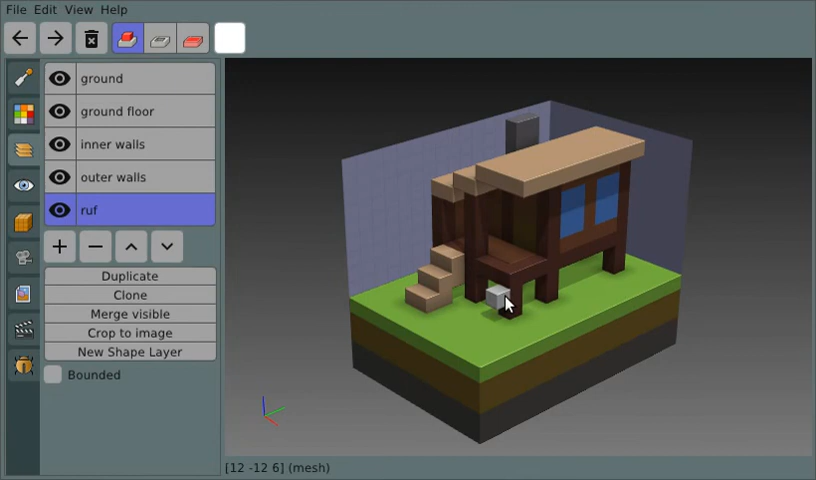 File Edit View Help
ground
ground floor
inner walls
outer walls
ruf
Duplicate
Clone
Merge visible
Crop to image
New Shape Layer
Bounded
[12 -12 6] (mesh)